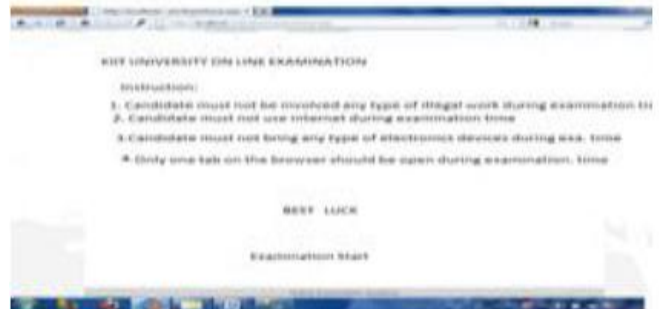 KIIT UNIVERSITY ON LINE EXAMINATION
Instruction:
1. Candidate must not be involved any type of illegal work during examination
2. Candidate must not use internet during examination time
3.Candidate must not bring any type of electronics devices during exa. time
4 Only one tab on the browser should be open during examination. time
BEST LUCK
Examination Start